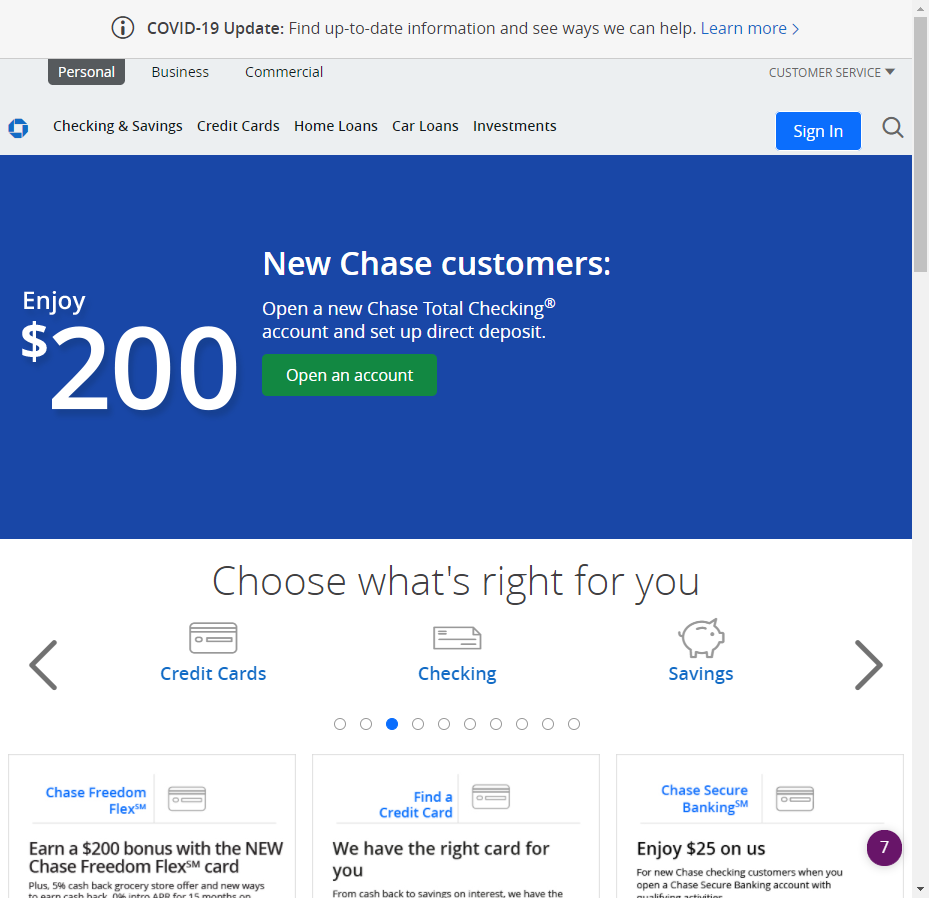 COVID-19 Update: Find up-to-date information and see ways we can help. Learn more
Personal Business Commercial CUSTOMER SERVICE
Checking & Savings Credit Cards Home Loans Car Loans Investments Sign In
New Chase customers:
Enjoy
$200
Open a new Chase Total Checking®
account and set up direct deposit.
Open an account
Choose what's right for you
Credit Cards Checking Savings
Chase Freedom
Flex℠
Earn a $200 bonus with the NEW
Chase Freedom Flex℠ card
Plus, 5% cash back grocery store offer and new ways
to earn cash back. 0% intro APR for 15 months on
Find a
Credit Card
We have the right card for
you
From cash back to savings on interest, we have the
Chase Secure
Banking℠
Enjoy $25 on us
For new Chase checking customers when you
open a Chase Secure Banking account with
qualifying activities.
7